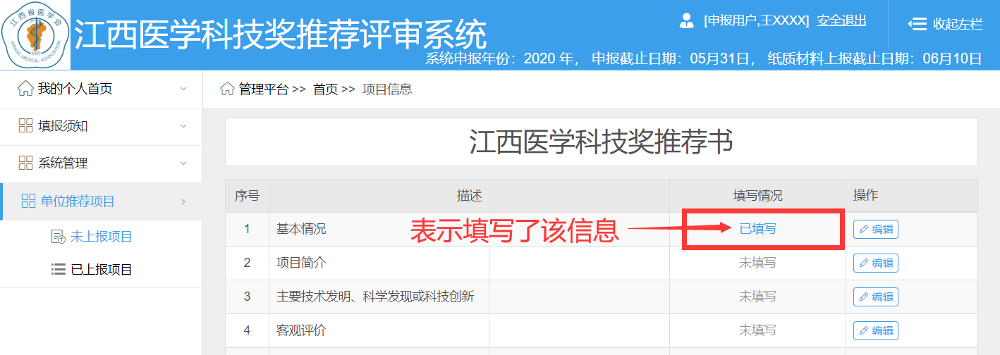 江西省医学会
JIANGXI MEDICAL ASSOCIATION
江西医学科技奖推荐评审系统
[申报用户,王XXXX] 安全退出
收起左栏
系统申报年份：2020 年， 申报截止日期：05月31日， 纸质材料上报截止日期：06月10日
我的个人首页
填报须知
系统管理
单位推荐项目
未上报项目
已上报项目
管理平台 >> 首页 >> 项目信息
江西医学科技奖推荐书
序号 描述 填写情况 操作
1 基本情况 表示填写了该信息 已填写 编辑
2 项目简介 未填写 编辑
3 主要技术发明、科学发现或科技创新 未填写 编辑
4 客观评价 未填写 编辑